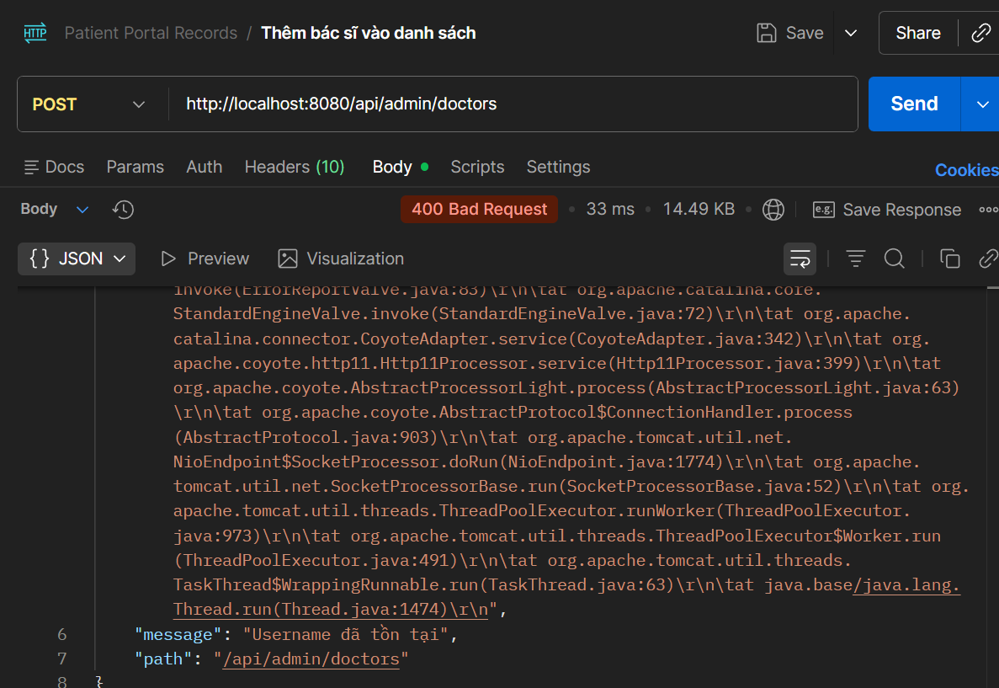 HTTP Patient Portal Records / Thêm bác sĩ vào danh sách Save Share
POST http://localhost:8080/api/admin/doctors Send
Docs Params Auth Headers (10) Body Scripts Settings Cookies
Body 400 Bad Request • 33 ms • 14.49 KB • e.g. Save Response
{} JSON Preview Visualization
invoke(ErrorReportValve.java:83)\r\n\tat org.apache.catalina.core.
StandardEngineValve.invoke(StandardEngineValve.java:72)\r\n\tat org.apache.
catalina.connector.CoyoteAdapter.service(CoyoteAdapter.java:342)\r\n\tat org.
apache.coyote.http11.Http11Processor.service(Http11Processor.java:399)\r\n\tat
org.apache.coyote.AbstractProcessorLight.process(AbstractProcessorLight.java:63)
\r\n\tat org.apache.coyote.AbstractProtocol$ConnectionHandler.process
(AbstractProtocol.java:903)\r\n\tat org.apache.tomcat.util.net.
NioEndpoint$SocketProcessor.doRun(NioEndpoint.java:1774)\r\n\tat org.apache.
tomcat.util.net.SocketProcessorBase.run(SocketProcessorBase.java:52)\r\n\tat org.
apache.tomcat.util.threads.ThreadPoolExecutor.runWorker(ThreadPoolExecutor.
java:973)\r\n\tat org.apache.tomcat.util.threads.ThreadPoolExecutor$Worker.run
(ThreadPoolExecutor.java:491)\r\n\tat org.apache.tomcat.util.threads.
TaskThread$WrappingRunnable.run(TaskThread.java:63)\r\n\tat java.base/java.lang.
Thread.run(Thread.java:1474)\r\n",
6 "message": "Username đã tồn tại",
7 "path": "/api/admin/doctors"
8 }